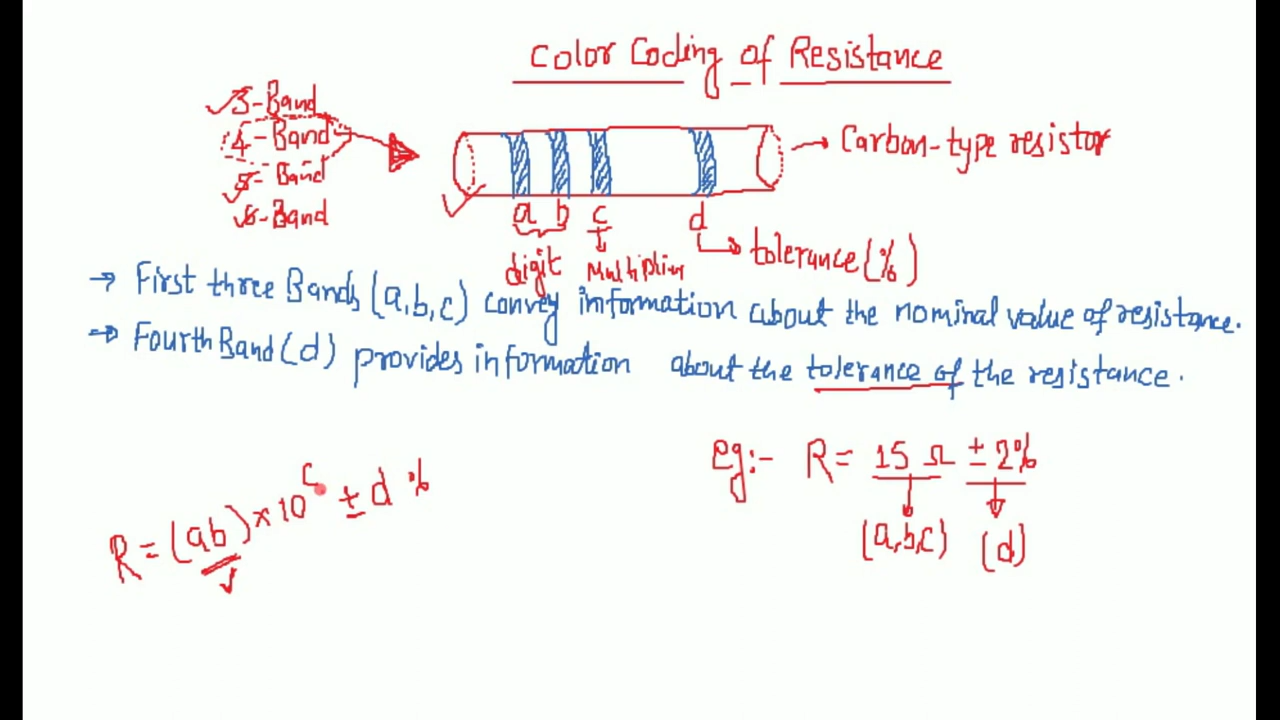 Color Coding of Resistance
3-Band
4-Band
5-Band
6-Band
Carbon-type resistor
a b c d
digit
Multiplier
tolerance (%)
→ First three Bands (a,b,c) convey information about the nominal value of resistance.
→ Fourth Band (d) provides information about the tolerance of the resistance.
R = (ab) × 10^c ± d %
eg:- R = 15 Ω ± 2%
(a,b,c) (d)